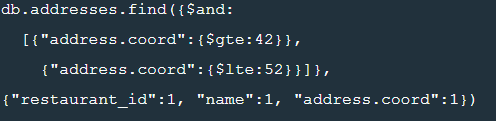 db.addresses.find({$and:
[{"address.coord":{$gte:42}},
{"address.coord":{$lte:52}}]},
{"restaurant_id":1, "name":1, "address.coord":1})